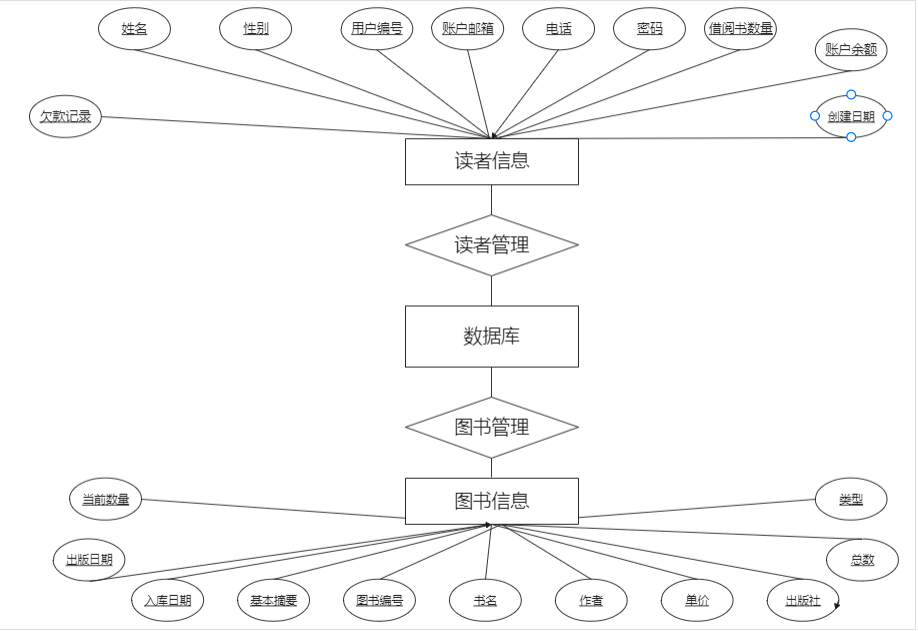 姓名
性别
用户编号
账户邮箱
电话
密码
借阅书数量
账户余额
欠款记录
创建日期
读者信息
读者管理
数据库
图书管理
图书信息
当前数量
类型
出版日期
总数
入库日期
基本摘要
图书编号
书名
作者
单价
出版社